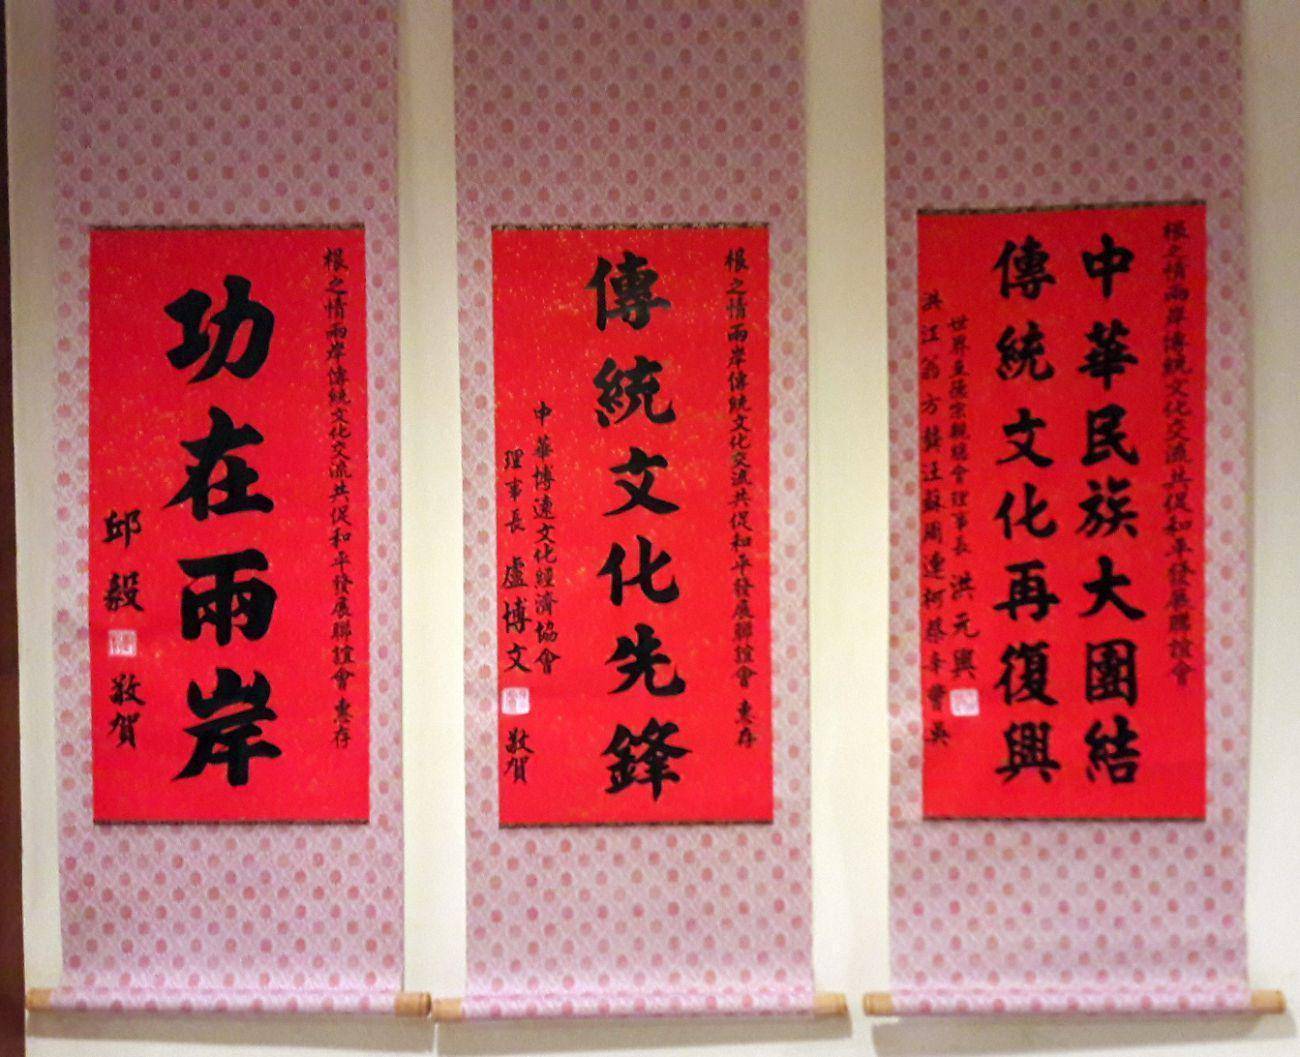 根之情兩岸傳統文化交流共促和平發展聯誼會 惠存
功在兩岸
邱毅 敬賀
根之情兩岸傳統文化交流共促和平發展聯誼會 惠存
傳統文化先鋒
中華博遠文化經濟協會
理事長 盧博文 敬賀
根之情兩岸傳統文化交流共促和平發展聯誼會
中華民族大團結
傳統文化再復興
世界至德宗親總會理事長 洪元興
洪江翁方龔汪蘇周連柯蔡辛曹吳